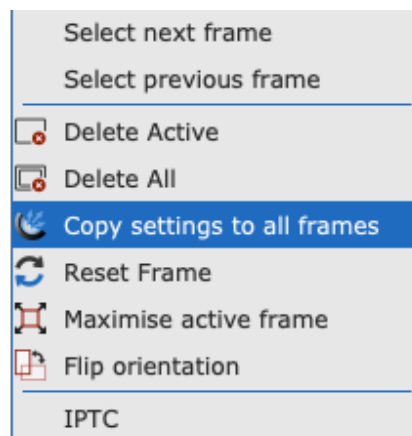 Select next frame
Select previous frame
Delete Active
Delete All
Copy settings to all frames
Reset Frame
Maximise active frame
Flip orientation
IPTC